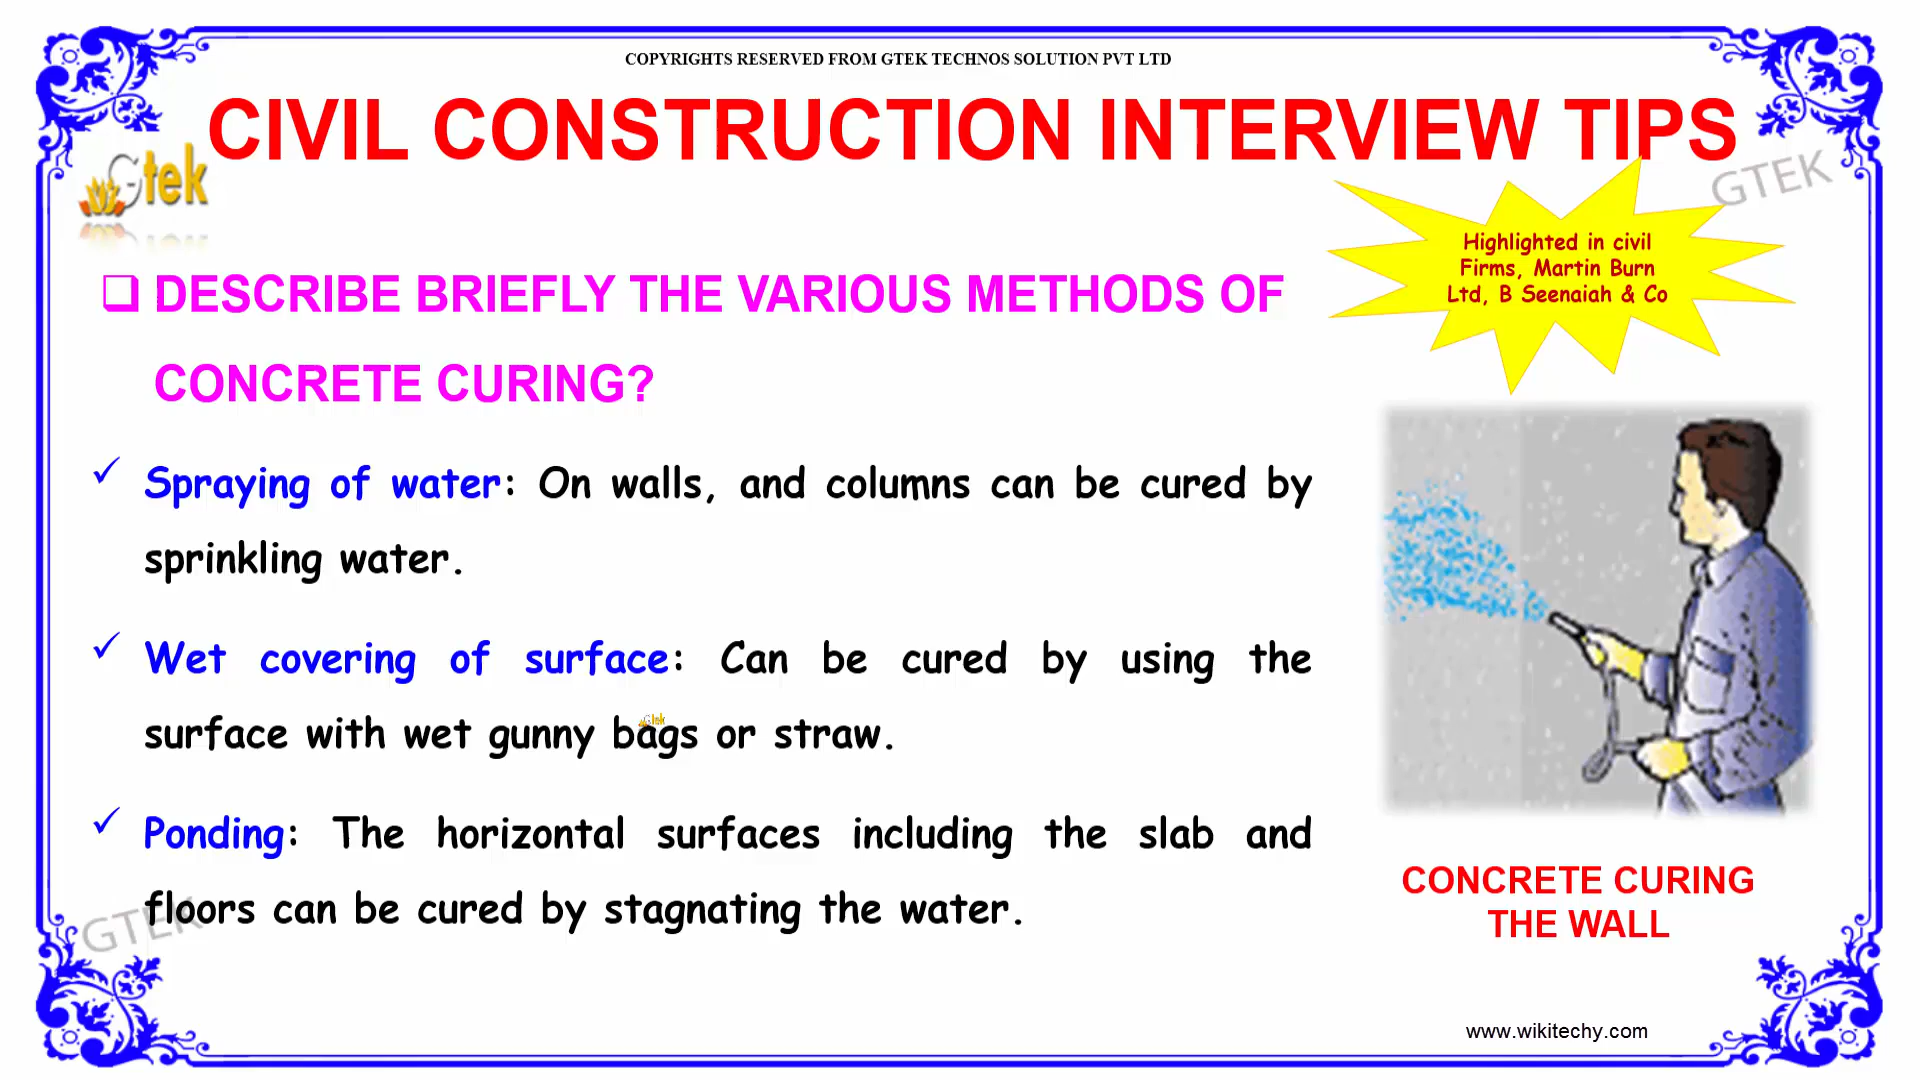 COPYRIGHTS RESERVED FROM GTEK TECHNOS SOLUTION PVT LTD
CIVIL CONSTRUCTION INTERVIEW TIPS
Gtek
GTEK
Highlighted in civil
Firms, Martin Burn
Ltd, B Seenaiah & Co
DESCRIBE BRIEFLY THE VARIOUS METHODS OF
CONCRETE CURING?
Spraying of water: On walls, and columns can be cured by
sprinkling water.
Wet covering of surface: Can be cured by using the
surface with wet gunny bags or straw.
Gtek
Ponding: The horizontal surfaces including the slab and
floors can be cured by stagnating the water.
GTEK
CONCRETE CURING
THE WALL
www.wikitechy.com